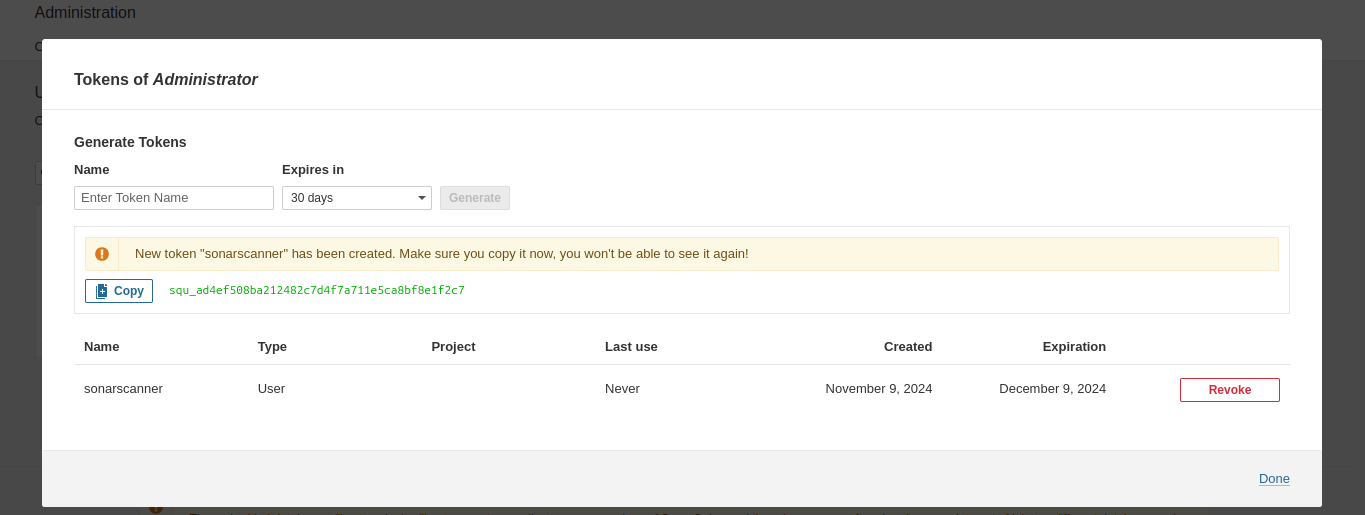 Administration
Tokens of Administrator
Generate Tokens
Name Expires in
Enter Token Name 30 days Generate
New token "sonarscanner" has been created. Make sure you copy it now, you won't be able to see it again!
Copy squ_ad4ef508ba212482c7d4f7a711e5ca8bf8e1f2c7
Name Type Project Last use Created Expiration
sonarscanner User Never November 9, 2024 December 9, 2024 Revoke
Done